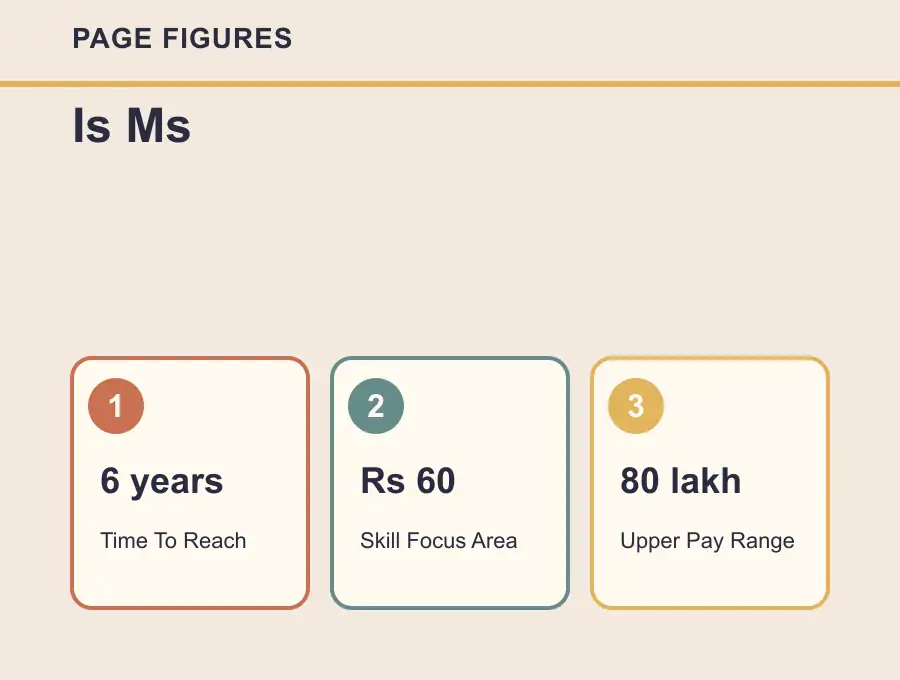 PAGE FIGURES
Is Ms
1
6 years
Time To Reach
2
Rs 60
Skill Focus Area
3
80 lakh
Upper Pay Range